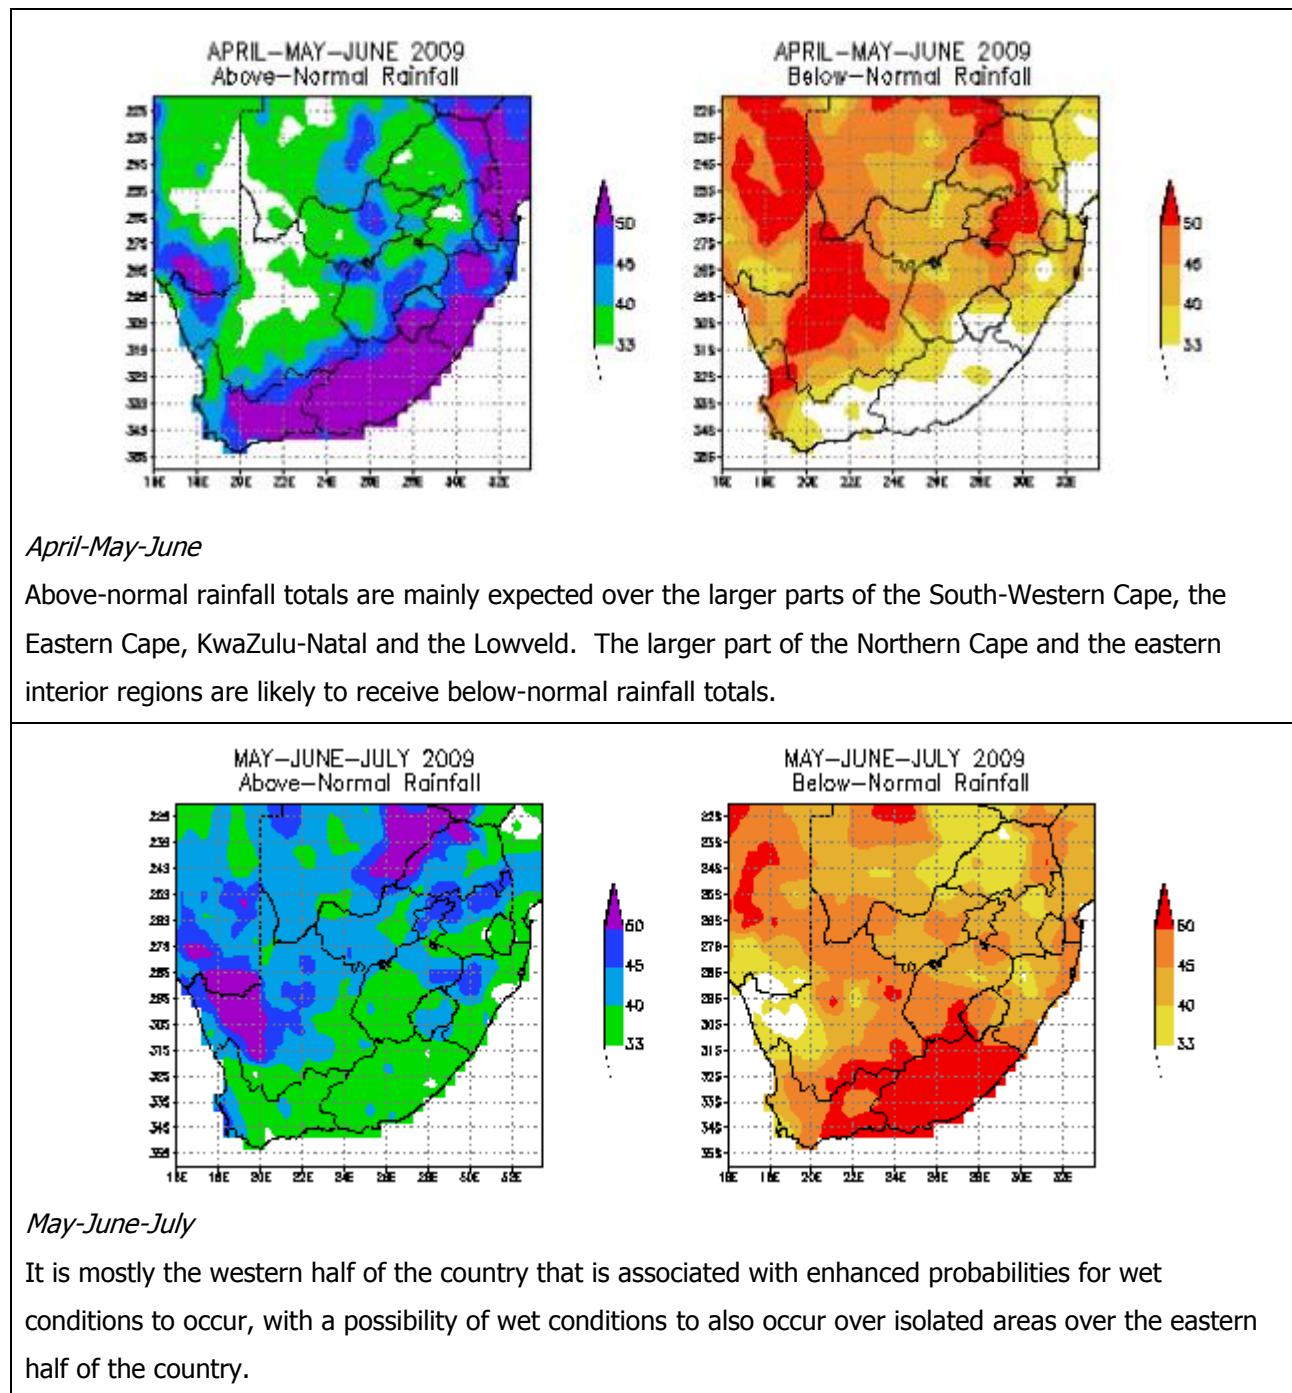 APRIL-MAY-JUNE 2009
Above-Normal Rainfall
APRIL-MAY-JUNE 2009
Below-Normal Rainfall
50
45
40
33
50
45
40
33
April-May-June
Above-normal rainfall totals are mainly expected over the larger parts of the South-Western Cape, the
Eastern Cape, KwaZulu-Natal and the Lowveld. The larger part of the Northern Cape and the eastern
interior regions are likely to receive below-normal rainfall totals.
MAY-JUNE-JULY 2009
Above-Normal Rainfall
MAY-JUNE-JULY 2009
Below-Normal Rainfall
50
45
40
33
50
45
40
33
May-June-July
It is mostly the western half of the country that is associated with enhanced probabilities for wet
conditions to occur, with a possibility of wet conditions to also occur over isolated areas over the eastern
half of the country.